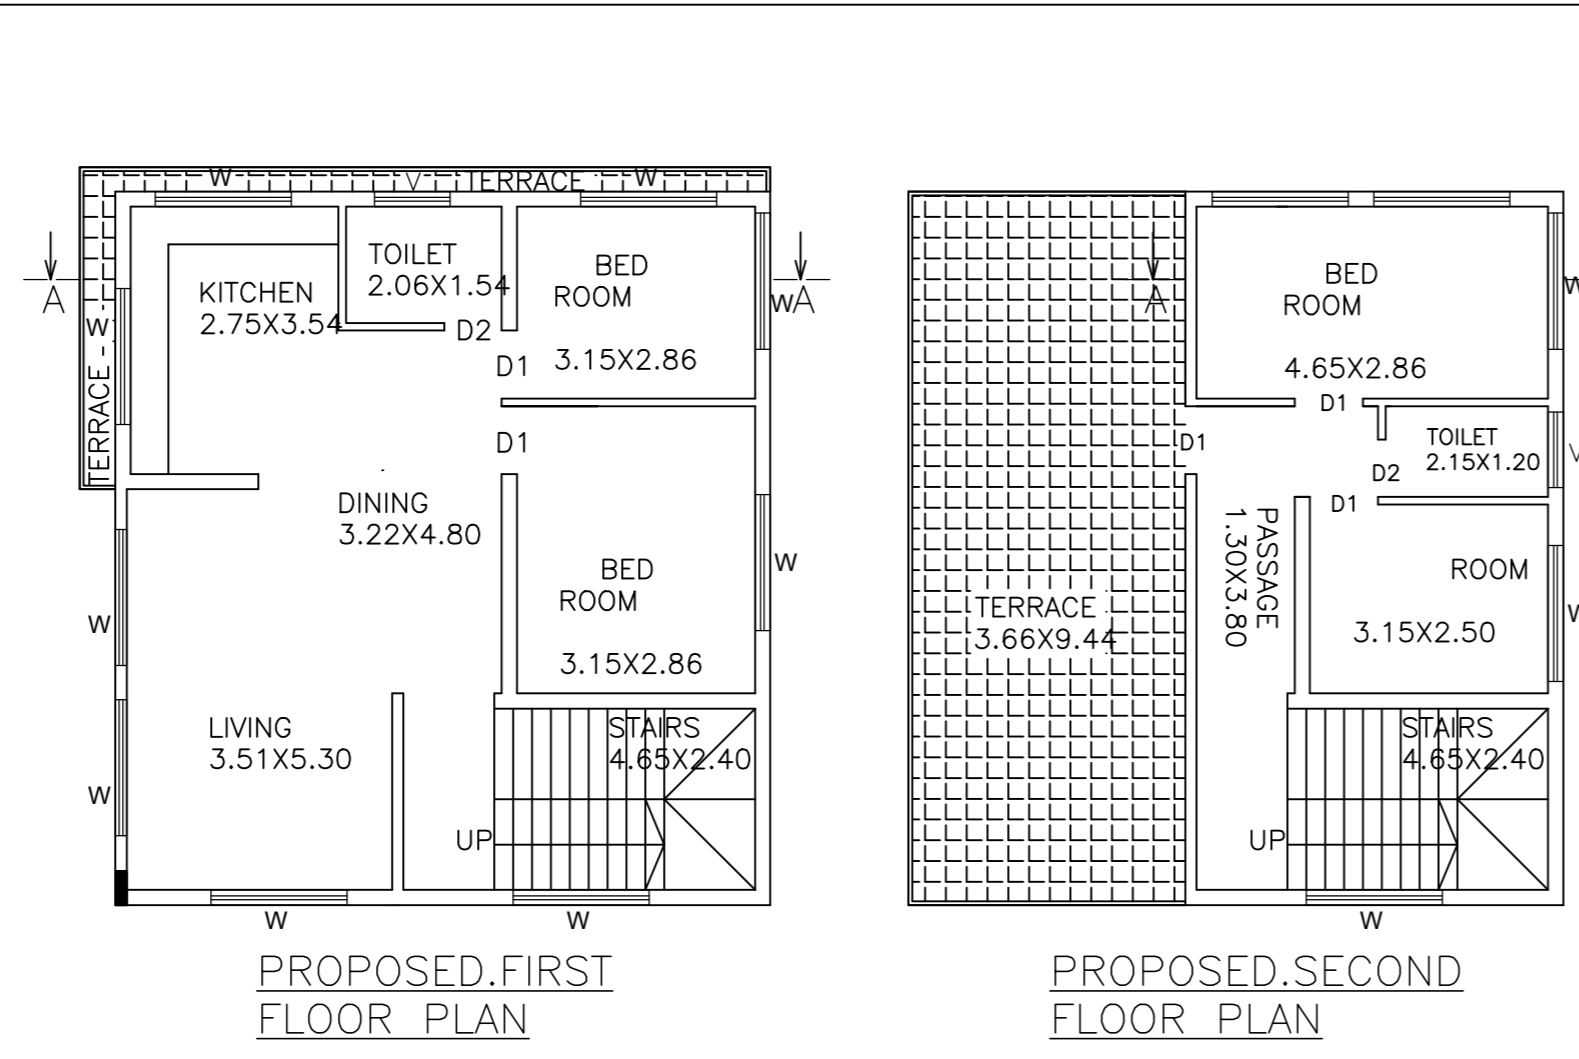 W
V
TERRACE
W
A
TERRACE
W
KITCHEN
2.75X3.54
TOILET
2.06X1.54
D2
BED
ROOM
3.15X2.86
D1
W
A
D1
DINING
3.22X4.80
BED
ROOM
3.15X2.86
W
W
LIVING
3.51X5.30
W
STAIRS
4.65X2.40
UP
W
W
PROPOSED.FIRST
FLOOR PLAN
A
BED
ROOM
4.65X2.86
W
D1
D1
TOILET
2.15X1.20
V
D2
D1
PASSAGE
1.30X3.80
ROOM
3.15X2.50
W
TERRACE
3.66X9.44
STAIRS
4.65X2.40
UP
W
PROPOSED.SECOND
FLOOR PLAN